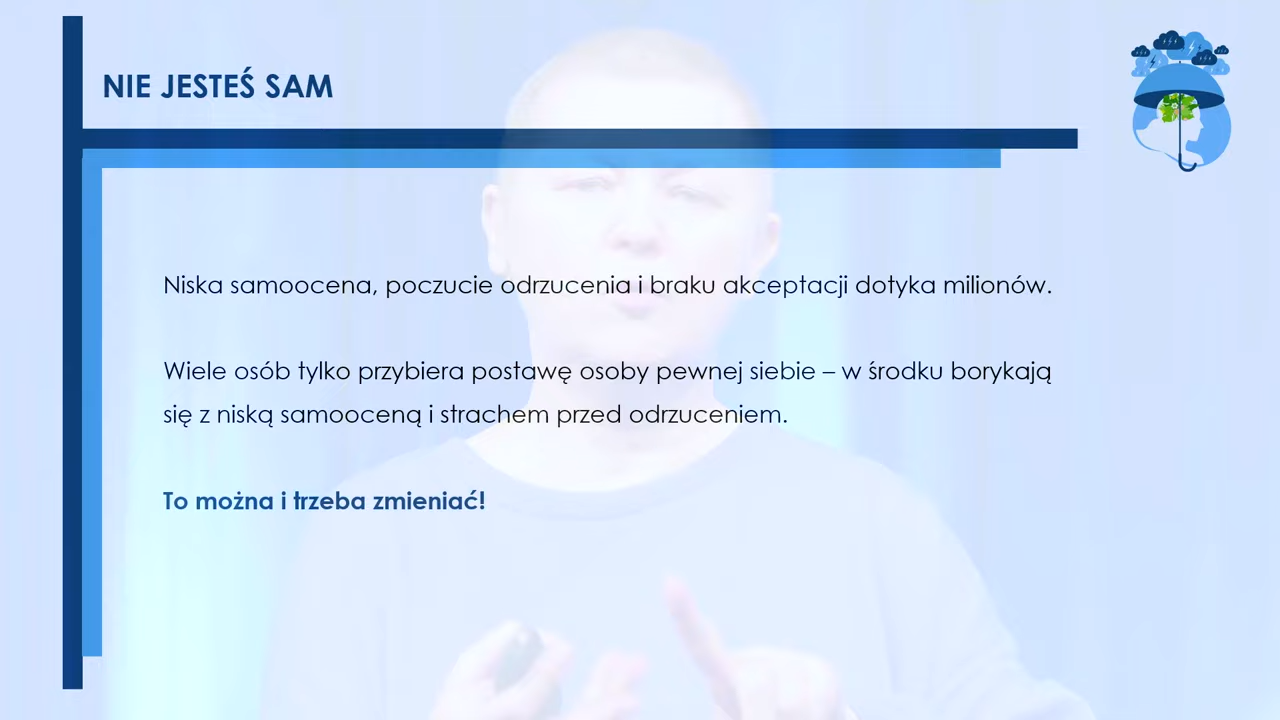 NIE JESTEŚ SAM
Niska samoocena, poczucie odrzucenia i braku akceptacji dotyka milionów.
Wiele osób tylko przybiera postawę osoby pewnej siebie – w środku borykają
się z niską samooceną i strachem przed odrzuceniem.
To można i trzeba zmieniać!